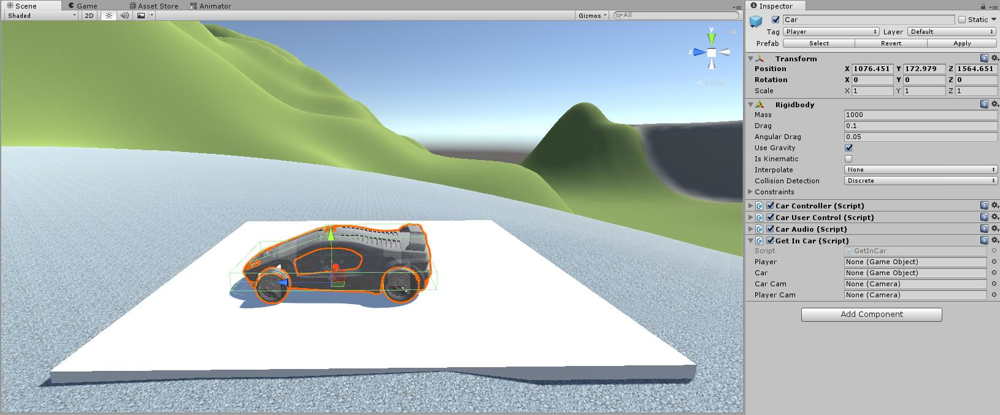 Scene Game Asset Store Animator
Shaded 2D Gizmos All
y
z
Persp
Inspector
Car Static
Tag Player Layer Default
Prefab Select Revert Apply
Transform
Position X 1076.451 Y 172.979 Z 1564.651
Rotation X 0 Y 0 Z 0
Scale X 1 Y 1 Z 1
Rigidbody
Mass 1000
Drag 0.1
Angular Drag 0.05
Use Gravity
Is Kinematic
Interpolate None
Collision Detection Discrete
Constraints
Car Controller (Script)
Car User Control (Script)
Car Audio (Script)
Get In Car (Script)
Script GetInCar
Player None (Game Object)
Car None (Game Object)
Car Cam None (Camera)
Player Cam None (Camera)
Add Component